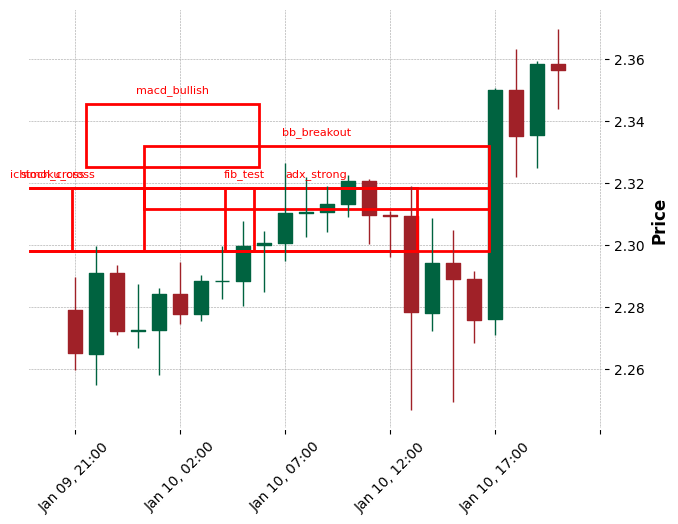 2.36
macd_bullish
2.34
bb_breakout
2.32
fib_test
adx_strong
2.30
Price
2.28
2.26
Jan 09, 21:00
Jan 10, 02:00
Jan 10, 07:00
Jan 10, 12:00
Jan 10, 17:00